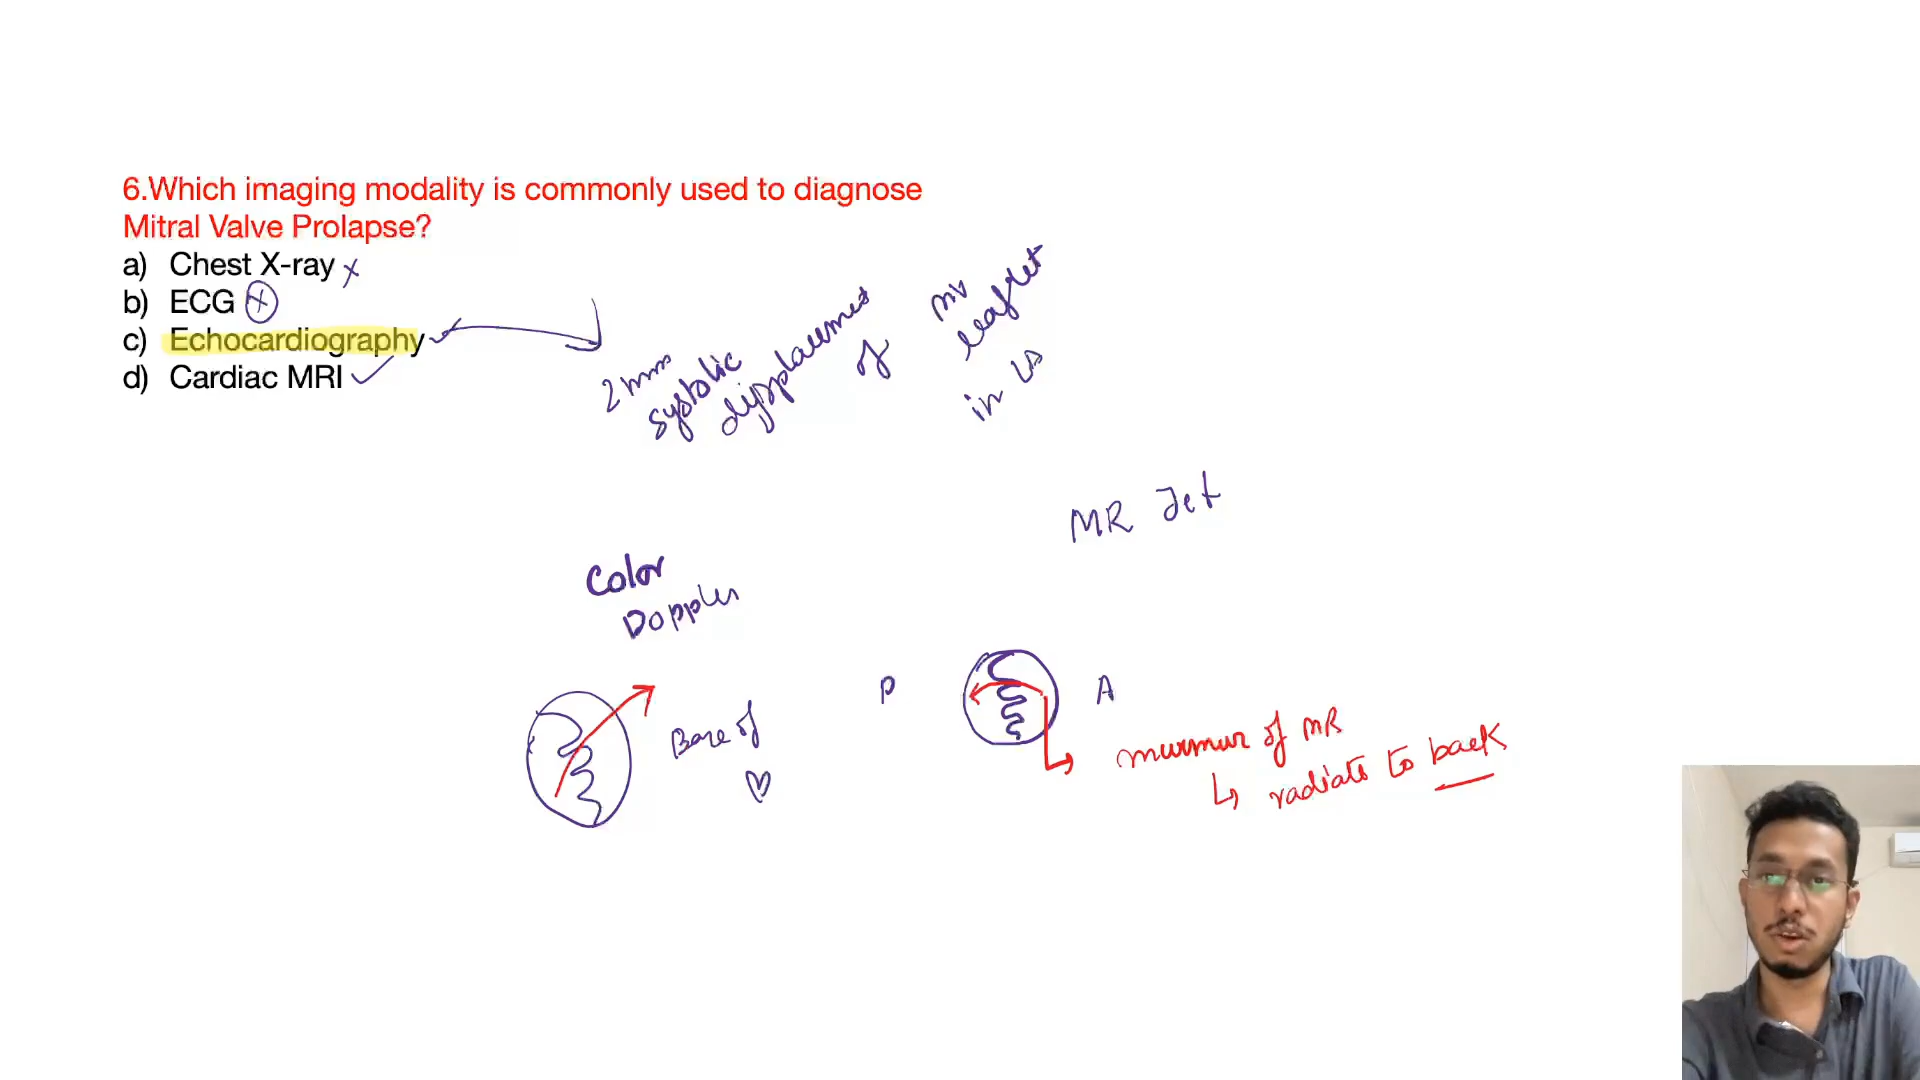 6.Which imaging modality is commonly used to diagnose
Mitral Valve Prolapse?
a) Chest X-ray x
b) ECG x
c) Echocardiography
d) Cardiac MRI
2mm
systolic
displacement
of
mv
leaflet
in LA
MR Jet
Color
Doppler
Base of
P
A
murmur of MR
radiate to back